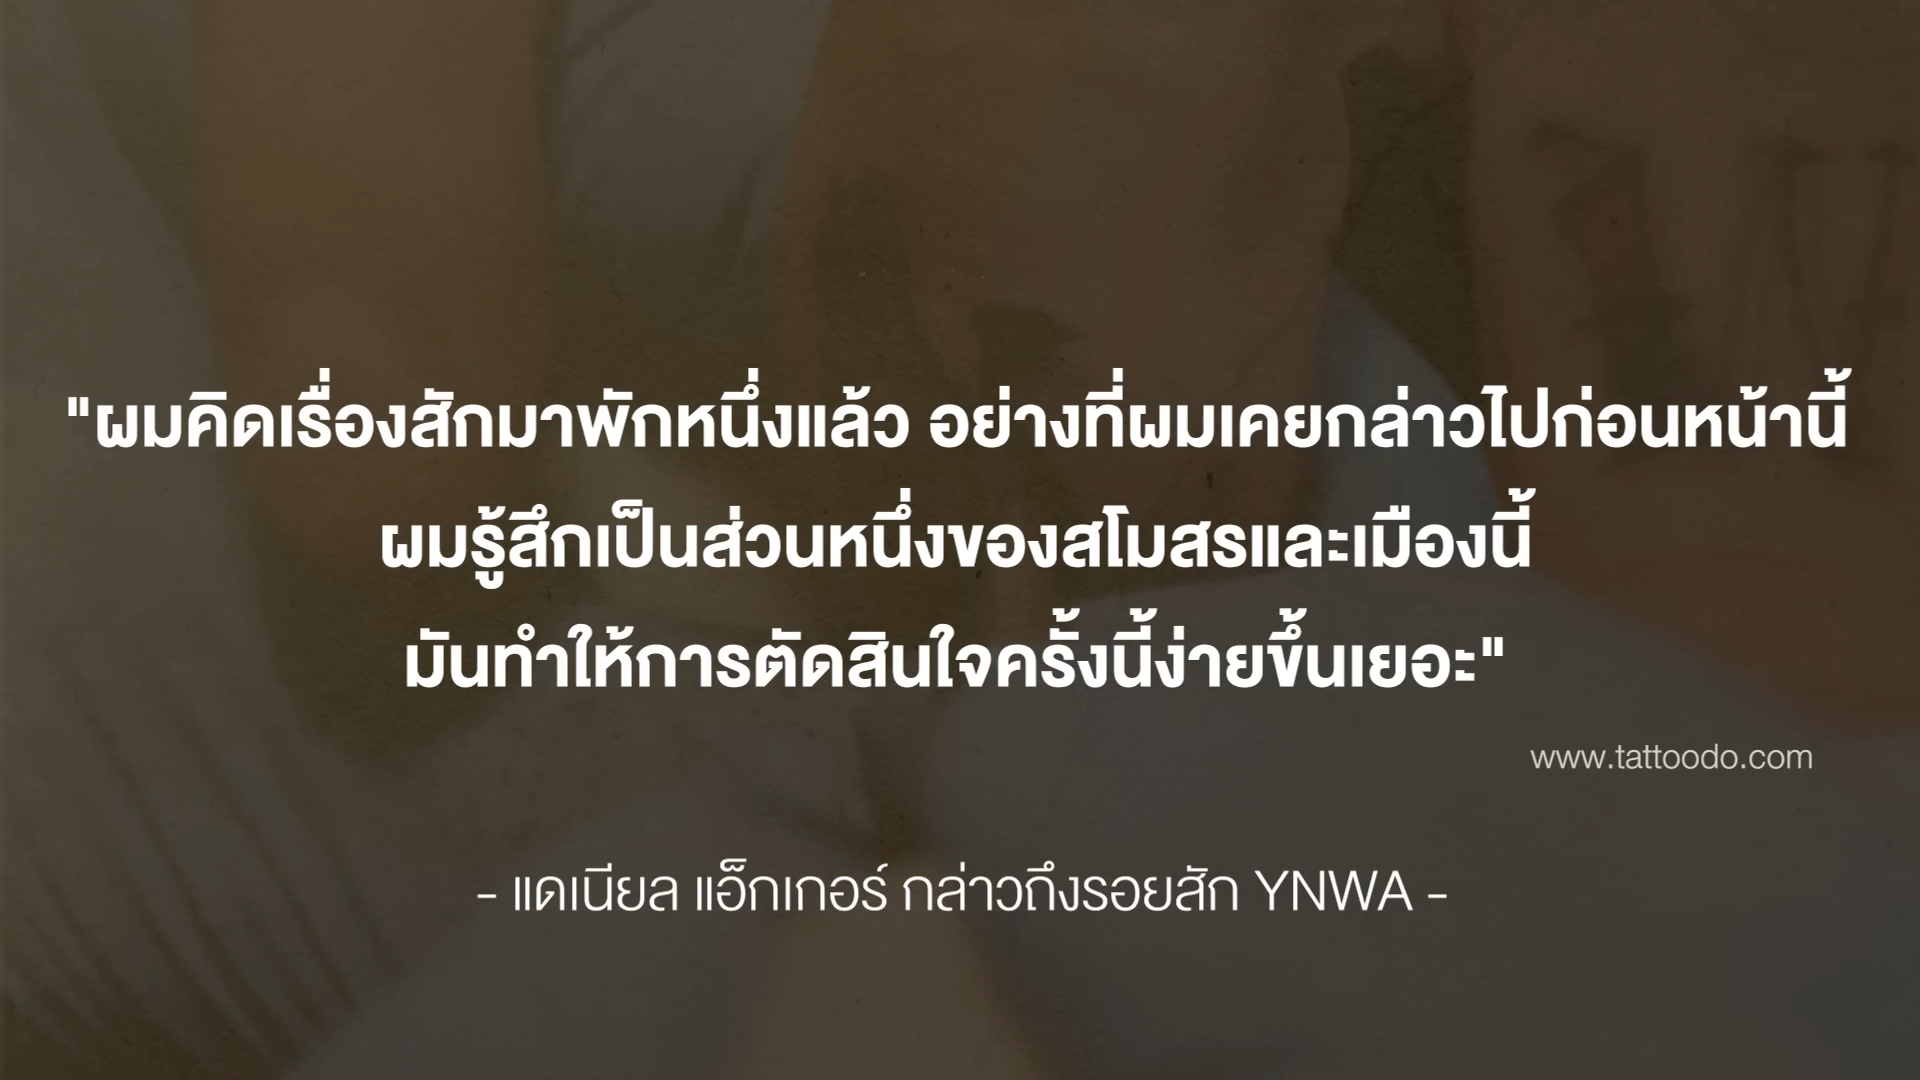 "ผมคิดเรื่องสักมาพักหนึ่งแล้ว อย่างที่ผมเคยกล่าวไปก่อนหน้านี้
ผมรู้สึกเป็นส่วนหนึ่งของสโมสรและเมืองนี้
มันทำให้การตัดสินใจครั้งนี้ง่ายขึ้นเยอะ"
www.tattoodo.com
- แดเนียล แอ็กเกอร์ กล่าวถึงรอยสัก YNWA -